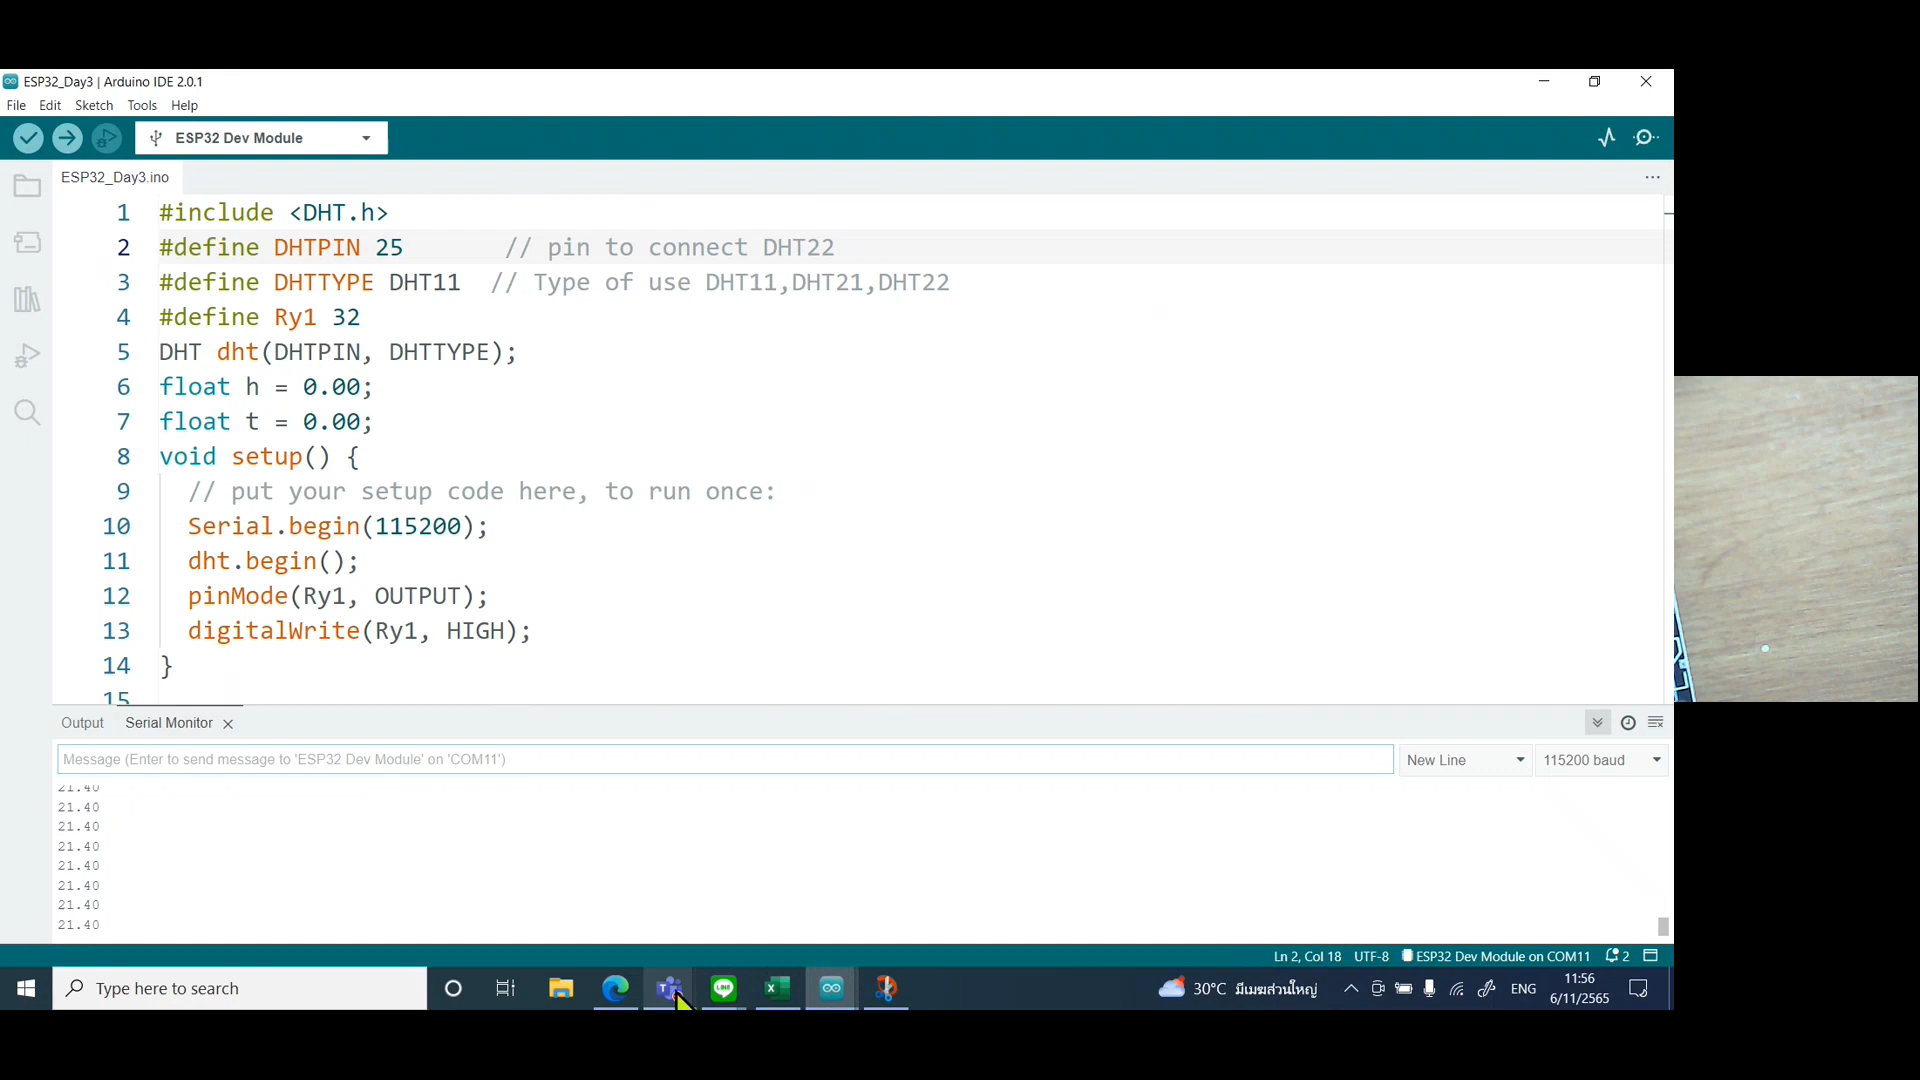 ESP32_Day3 | Arduino IDE 2.0.1
File Edit Sketch Tools Help
ESP32 Dev Module
ESP32_Day3.ino
1 #include <DHT.h>
2 #define DHTPIN 25 // pin to connect DHT22
3 #define DHTTYPE DHT11 // Type of use DHT11,DHT21,DHT22
4 #define Ry1 32
5 DHT dht(DHTPIN, DHTTYPE);
6 float h = 0.00;
7 float t = 0.00;
8 void setup() {
9 // put your setup code here, to run once:
10 Serial.begin(115200);
11 dht.begin();
12 pinMode(Ry1, OUTPUT);
13 digitalWrite(Ry1, HIGH);
14 }
15
Output Serial Monitor
Message (Enter to send message to 'ESP32 Dev Module' on 'COM11') New Line 115200 baud
21.40
21.40
21.40
21.40
21.40
21.40
21.40
21.40
Ln 2, Col 18 UTF-8 ESP32 Dev Module on COM11 2
Type here to search LINE 30°C มีเมฆส่วนใหญ่ ENG 11:56
6/11/2565